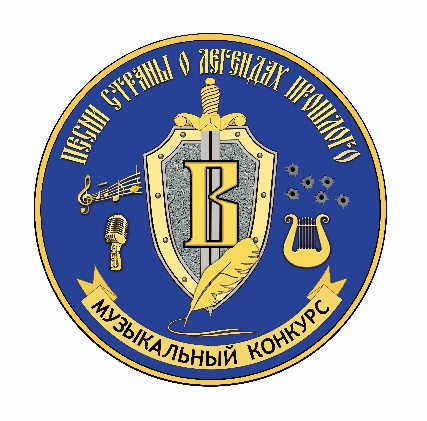 ПЕСНИ СТРАНЫ О ЛЕГЕНДАХ ПРОШЛОГО
В
МУЗЫКАЛЬНЫЙ КОНКУРС